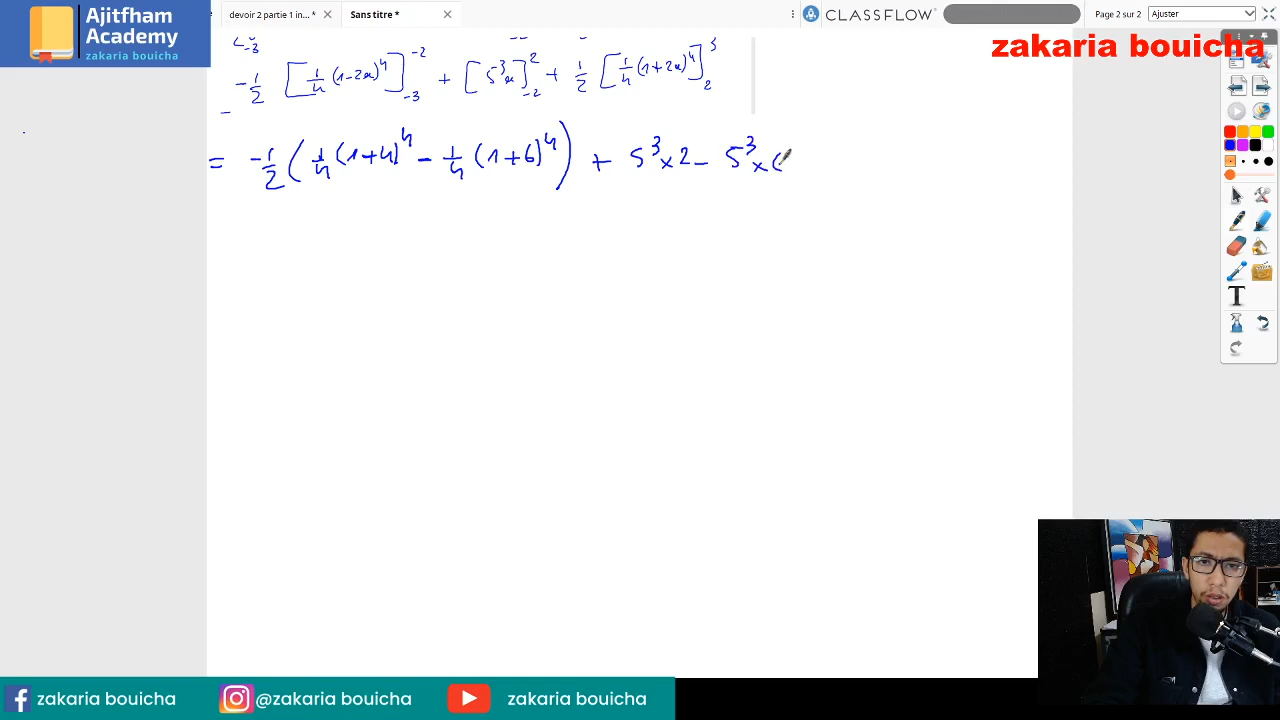 devoir 2 partie 1 in... *
Sans titre *
CLASSFLOW
Page 2 sur 2
Ajuster
Ajitfham
Academy
zakaria bouicha
zakaria bouicha
-3
-1/2 [1/4 (1-2x)^4]_{-3}^{-2} + [5^3 x]_{-2}^{2} + 1/2 [1/4 (1+2x)^4]_{2}^{3}
= -1/2 (1/4 (1+4)^4 - 1/4 (1+6)^4) + 5^3 x 2 - 5^3 x (
T
zakaria bouicha
@zakaria bouicha
zakaria bouicha